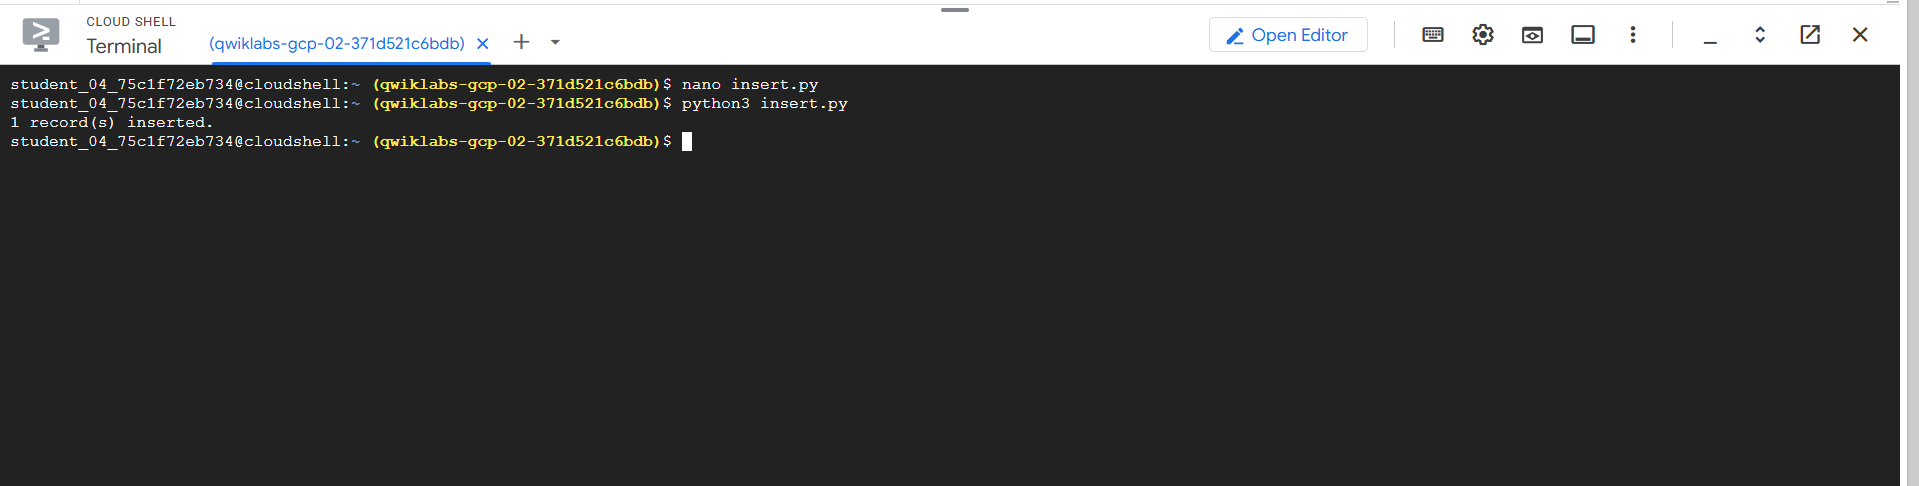 CLOUD SHELL
Terminal
(qwiklabs-gcp-02-371d521c6bdb)
Open Editor
student_04_75c1f72eb734@cloudshell:~ (qwiklabs-gcp-02-371d521c6bdb)$ nano insert.py
student_04_75c1f72eb734@cloudshell:~ (qwiklabs-gcp-02-371d521c6bdb)$ python3 insert.py
1 record(s) inserted.
student_04_75c1f72eb734@cloudshell:~ (qwiklabs-gcp-02-371d521c6bdb)$